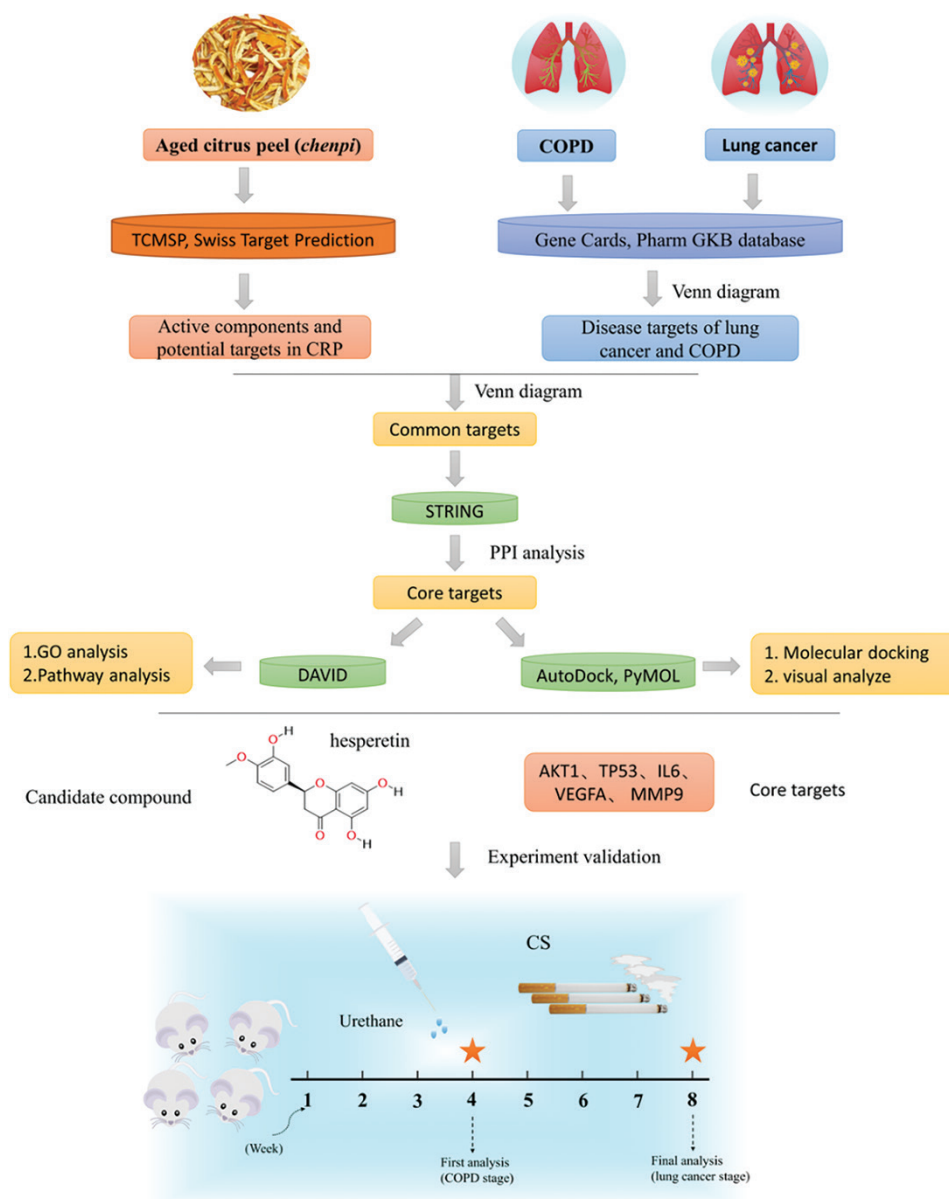 Aged citrus peel (chenpi)
COPD
Lung cancer
TCMSP, Swiss Target Prediction
Gene Cards, Pharm GKB database
Venn diagram
Active components and
potential targets in CRP
Disease targets of lung
cancer and COPD
Venn diagram
Common targets
STRING
PPI analysis
Core targets
1.GO analysis
2.Pathway analysis
DAVID
AutoDock, PyMOL
1. Molecular docking
2. visual analyze
Candidate compound
hesperetin
O H
O
O
HO
O
H
O
O
H
AKT1、TP53、IL6、
VEGFA、 MMP9
Core targets
Experiment validation
Urethane
CS
1 2 3 4 5 6 7 8
(Week)
First analysis
(COPD stage)
Final analysis
(lung cancer stage)